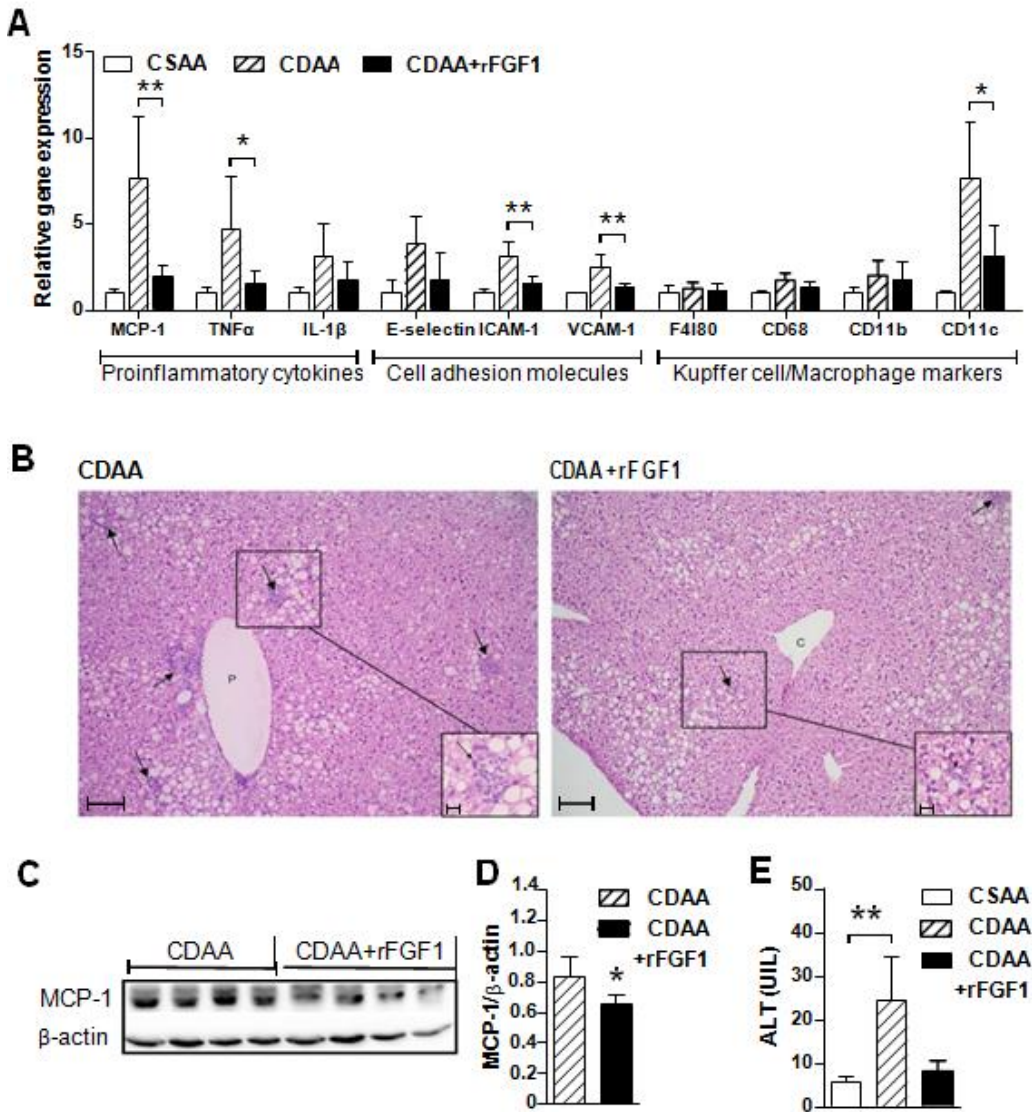 A
15
CSAA CDAA CDAA+rFGF1
**
*
10
*
Relative gene expression
**
**
5
0
MCP-1 TNFα IL-1β E-selectin ICAM-1 VCAM-1 F4I80 CD68 CD11b CD11c
Proinflammatory cytokines Cell adhesion molecules Kupffer cell/Macrophage markers
B
CDAA CDAA+rFGF1
P
C
C
CDAA CDAA+rFGF1
MCP-1
β-actin
D
1.4
1.2
1.0
0.8
0.6
0.4
0.2
0
MCP-1/β-actin
CDAA
CDAA
+rFGF1
*
E
50
40
30
20
10
0
ALT (UIL)
CSAA
CDAA
CDAA
+rFGF1
**